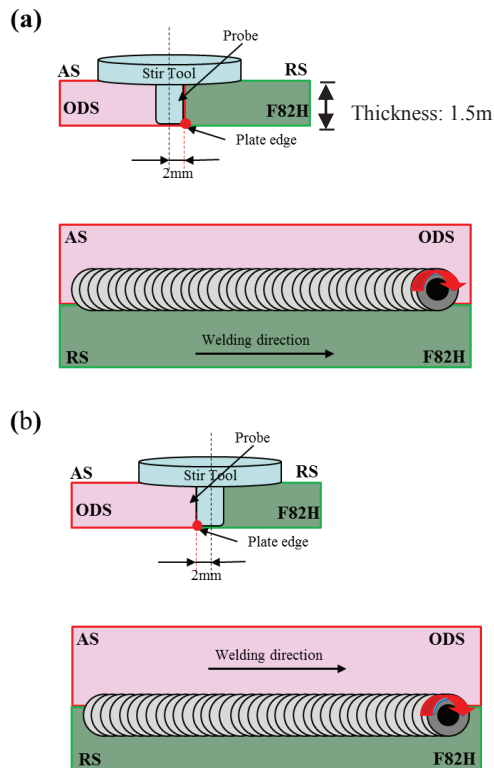 (a)
Probe
AS
Stir Tool
RS
ODS
F82H
Thickness: 1.5m
Plate edge
2mm
AS
ODS
Welding direction
RS
F82H
(b)
Probe
AS
Stir Tool
RS
ODS
F82H
Plate edge
2mm
AS
ODS
Welding direction
RS
F82H